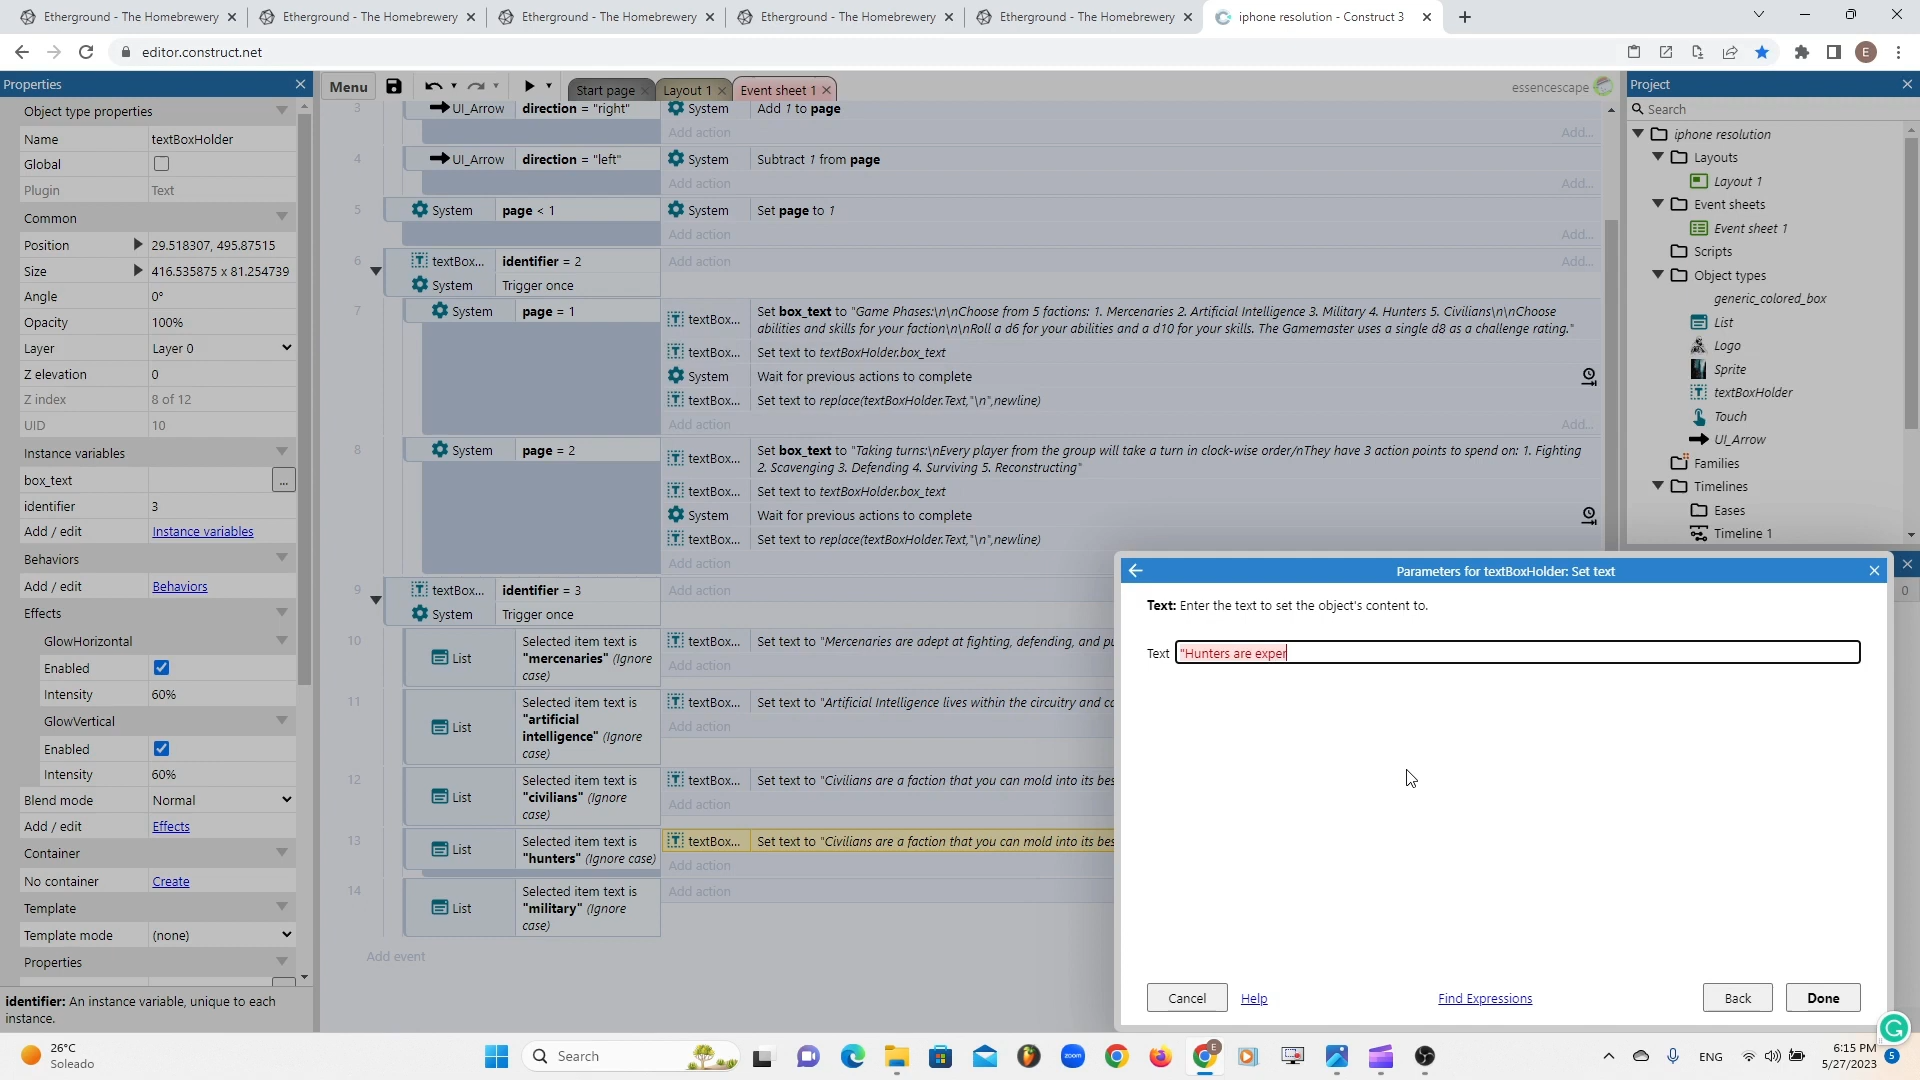 Etherground - The Homebrewery
Etherground - The Homebrewery
Etherground - The Homebrewery
Etherground - The Homebrewery
Etherground - The Homebrewery
iphone resolution - Construct 3
editor.construct.net
E
Properties
Object type properties
Name textBoxHolder
Global
Plugin Text
Common
Position 29.518307, 495.87515
Size 416.535875 x 81.254739
Angle 0°
Opacity 100%
Layer Layer 0
Z elevation 0
Z index 8 of 12
UID 10
Instance variables
box_text ...
identifier 3
Add / edit Instance variables
Behaviors
Add / edit Behaviors
Effects
GlowHorizontal
Enabled
Intensity 60%
GlowVertical
Enabled
Intensity 60%
Blend mode Normal
Add / edit Effects
Container
No container Create
Template
Template mode (none)
Properties
identifier: An instance variable, unique to each
instance.
Menu
Start page
Layout 1
Event sheet 1
essencescape
3 UI_Arrow direction = "right" System Add 1 to page
Add action Add...
4 UI_Arrow direction = "left" System Subtract 1 from page
Add action Add...
5 System page < 1 System Set page to 1
Add action Add...
6 textBox... identifier = 2 Add action Add...
System Trigger once
7 System page = 1 textBox... Set box_text to "Game Phases:\n\nChoose from 5 factions: 1. Mercenaries 2. Artificial Intelligence 3. Military 4. Hunters 5. Civilians\n\nChoose
abilities and skills for your faction\n\nRoll a d6 for your abilities and a d10 for your skills. The Gamemaster uses a single d8 as a challenge rating."
textBox... Set text to textBoxHolder.box_text
System Wait for previous actions to complete
textBox... Set text to replace(textBoxHolder.Text,"\n",newline)
Add action Add...
8 System page = 2 textBox... Set box_text to "Taking turns:\nEvery player from the group will take a turn in clock-wise order/nThey have 3 action points to spend on: 1. Fighting
2. Scavenging 3. Defending 4. Surviving 5. Reconstructing"
textBox... Set text to textBoxHolder.box_text
System Wait for previous actions to complete
textBox... Set text to replace(textBoxHolder.Text,"\n",newline)
Add action
9 textBox... identifier = 3 Add action
System Trigger once
10 List Selected item text is
"mercenaries" (Ignore
case)
textBox... Set text to "Mercenaries are adept at fighting, defending, and pu
Add action
11 List Selected item text is
"artificial
intelligence" (Ignore
case)
textBox... Set text to "Artificial Intelligence lives within the circuitry and ca
Add action
12 List Selected item text is
"civilians" (Ignore
case)
textBox... Set text to "Civilians are a faction that you can mold into its bes
Add action
13 List Selected item text is
"hunters" (Ignore case)
textBox... Set text to "Civilians are a faction that you can mold into its bes
Add action
14 List Selected item text is
"military" (Ignore
case)
Add action
Add event
Parameters for textBoxHolder: Set text
Text: Enter the text to set the object's content to.
Text "Hunters are exper
Cancel
Help
Find Expressions
Back
Done
Project
Search
iphone resolution
Layouts
Layout 1
Event sheets
Event sheet 1
Scripts
Object types
generic_colored_box
List
Logo
Sprite
textBoxHolder
Touch
UI_Arrow
Families
Timelines
Eases
Timeline 1
0
26°C
Soleado
Search
zoom
E
ENG
6:15 PM
5/27/2023
5